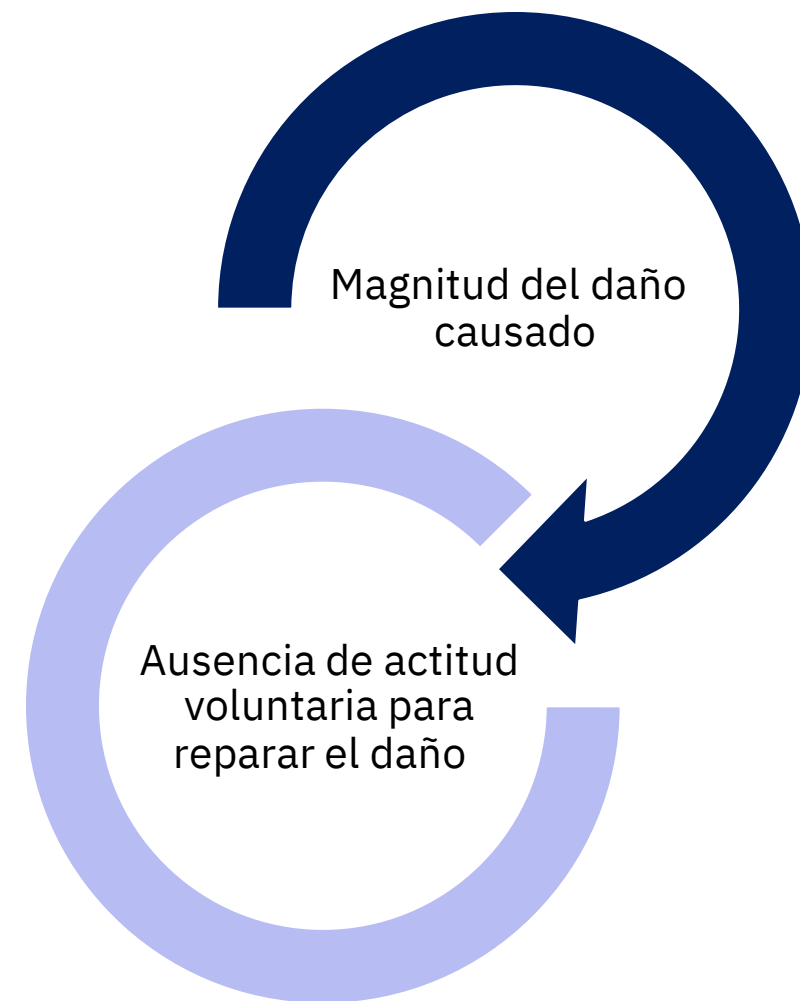 Magnitud del daño
causado
Ausencia de actitud
voluntaria para
reparar el daño